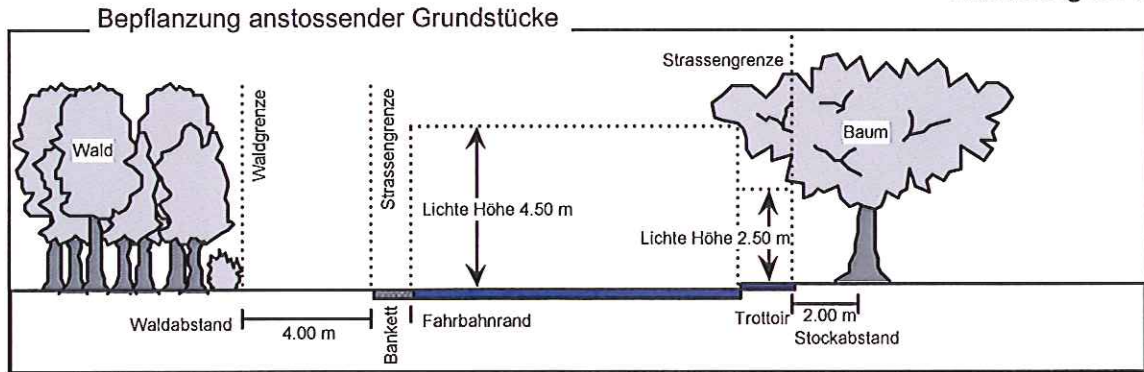 Bepflanzung anstossender Grundstücke
Strassengrenze
Waldgrenze
Strassengrenze
Wald
Baum
Lichte Höhe 4.50 m
Lichte Höhe 2.50 m
Waldabstand
4.00 m
Bankett
Fahrbahnrand
Trottoir
2.00 m
Stockabstand